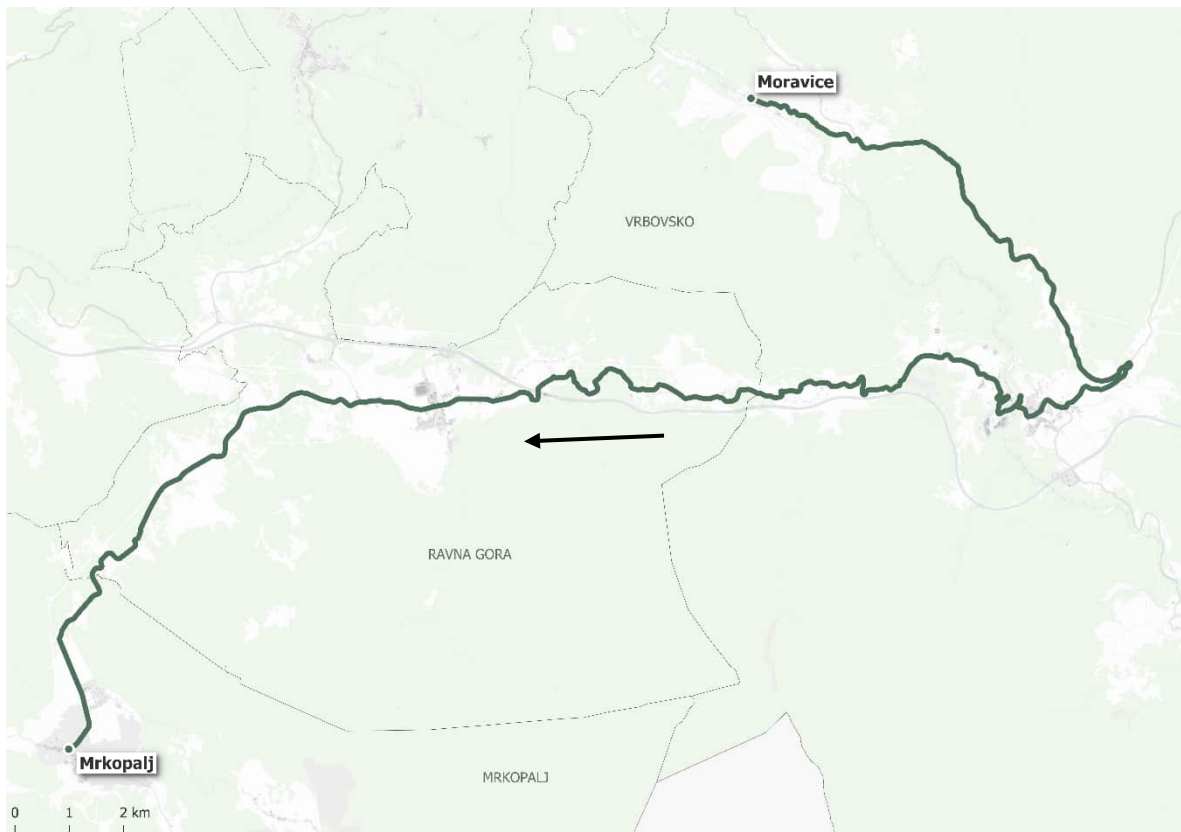 Moravice
VRBOVSKO
RAVNA GORA
Mrkopalj
MRKOPALJ
0 1 2 km